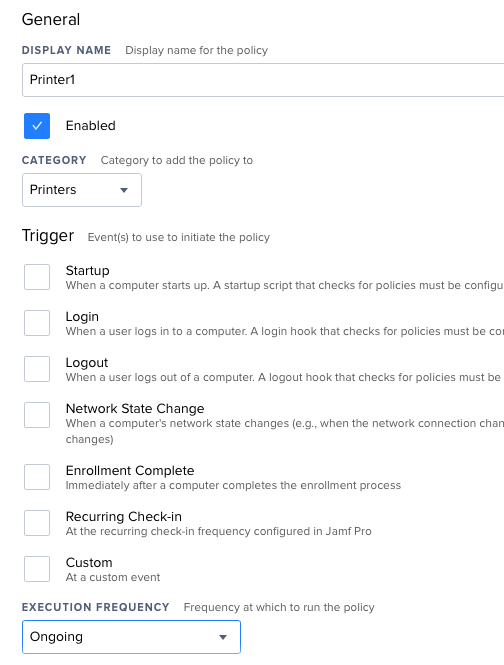 General
DISPLAY NAME Display name for the policy
Printer1
Enabled
CATEGORY Category to add the policy to
Printers
Trigger Event(s) to use to initiate the policy
Startup
When a computer starts up. A startup script that checks for policies must be configu
Login
When a user logs in to a computer. A login hook that checks for policies must be co
Logout
When a user logs out of a computer. A logout hook that checks for policies must be
Network State Change
When a computer's network state changes (e.g., when the network connection chan
changes)
Enrollment Complete
Immediately after a computer completes the enrollment process
Recurring Check-in
At the recurring check-in frequency configured in Jamf Pro
Custom
At a custom event
EXECUTION FREQUENCY Frequency at which to run the policy
Ongoing